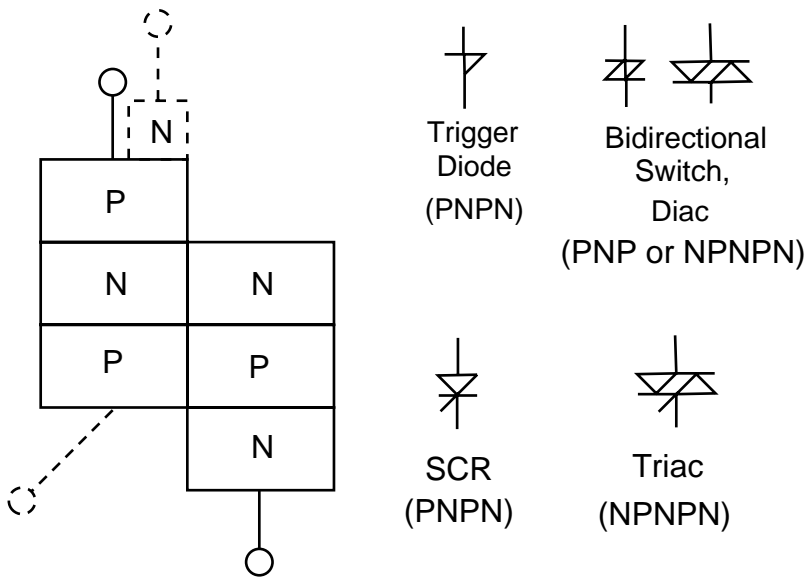 N
P
N
N
P
P
N
Trigger
Diode
(PNPN)
Bidirectional
Switch,
Diac
(PNP or NPNPN)
SCR
(PNPN)
Triac
(NPNPN)